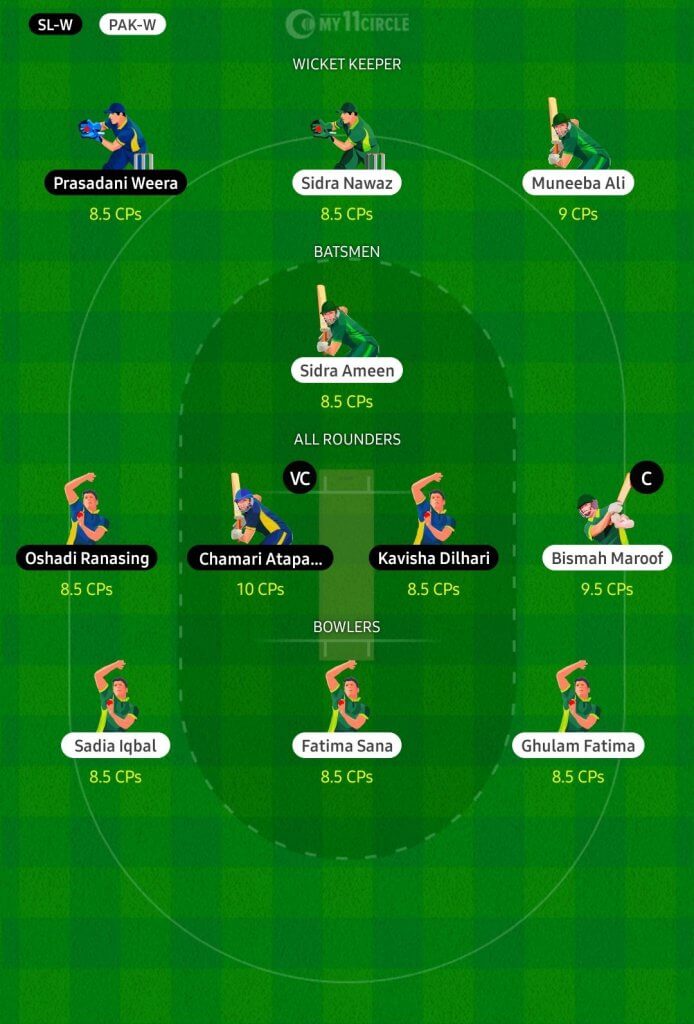 SL-W PAK-W
MY11CIRCLE
WICKET KEEPER
Prasadani Weera Sidra Nawaz Muneeba Ali
8.5 CPs 8.5 CPs 9 CPs
BATSMEN
Sidra Ameen
8.5 CPs
ALL ROUNDERS
VC C
Oshadi Ranasing Chamari Atapa... Kavisha Dilhari Bismah Maroof
8.5 CPs 10 CPs 8.5 CPs 9.5 CPs
BOWLERS
Sadia Iqbal Fatima Sana Ghulam Fatima
8.5 CPs 8.5 CPs 8.5 CPs